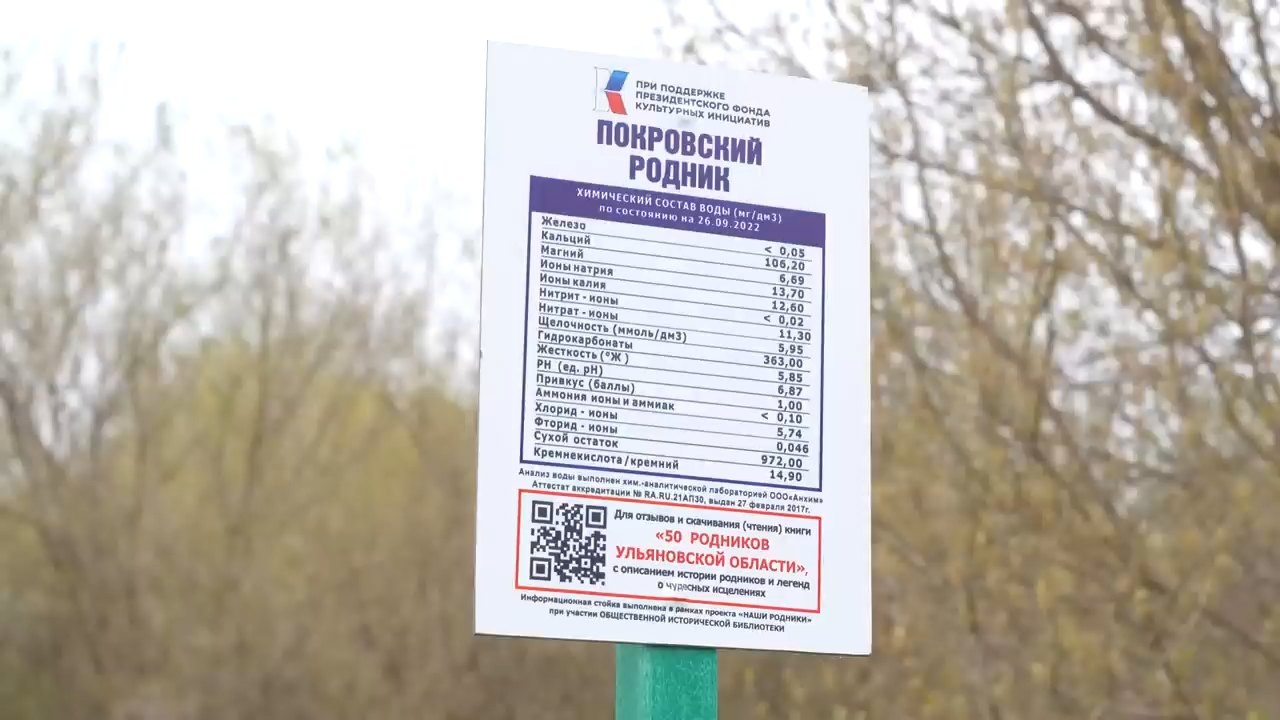 ПРИ ПОДДЕРЖКЕ
ПРЕЗИДЕНТСКОГО ФОНДА
КУЛЬТУРНЫХ ИНИЦИАТИВ
ПОКРОВСКИЙ
РОДНИК
ХИМИЧЕСКИЙ СОСТАВ ВОДЫ (мг/дм3)
по состоянию на 26.09.2022
Железо < 0,05
Кальций 106,20
Магний 6,69
Ионы натрия 13,70
Ионы калия 12,60
Нитрит - ионы < 0,02
Нитрат - ионы 11,30
Щелочность (ммоль/дм3) 5,95
Гидрокарбонаты 363,00
Жесткость (°Ж ) 5,85
РН (ед. рН) 6,87
Привкус (баллы) 1,00
Аммония ионы и аммиак < 0,10
Хлорид - ионы 5,74
Фторид - ионы 0,046
Сухой остаток 972,00
Кремнекислота/кремний 14,90
Анализ воды выполнен хим.-аналитической лабораторией ООО«Анхим»
Аттестат аккредитации № RA.RU.21АП30, выдан 27 февраля 2017г.
Для отзывов и скачивания (чтения) книги
«50 РОДНИКОВ
УЛЬЯНОВСКОЙ ОБЛАСТИ»,
с описанием истории родников и легенд
о чудесных исцелениях
Информационная стойка выполнена в рамках проекта «НАШИ РОДНИКИ»
при участии ОБЩЕСТВЕННОЙ ИСТОРИЧЕСКОЙ БИБЛИОТЕКИ